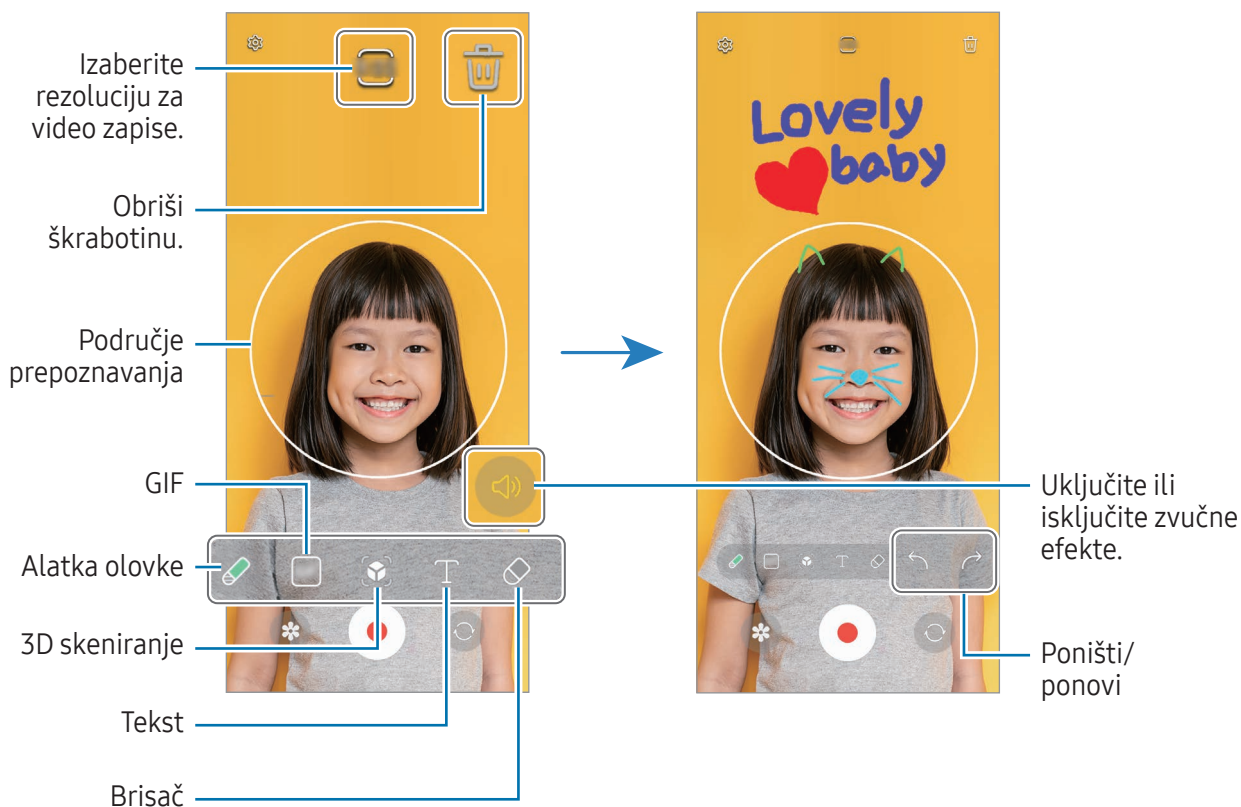 Izaberite
rezoluciju za
video zapise.
Obriši
škrabotinu.
Područje
prepoznavanja
GIF
Alatka olovke
3D skeniranje
Tekst
Brisač
Lovely
baby
Uključite ili
isključite zvučne
efekte.
Poništi/
ponovi